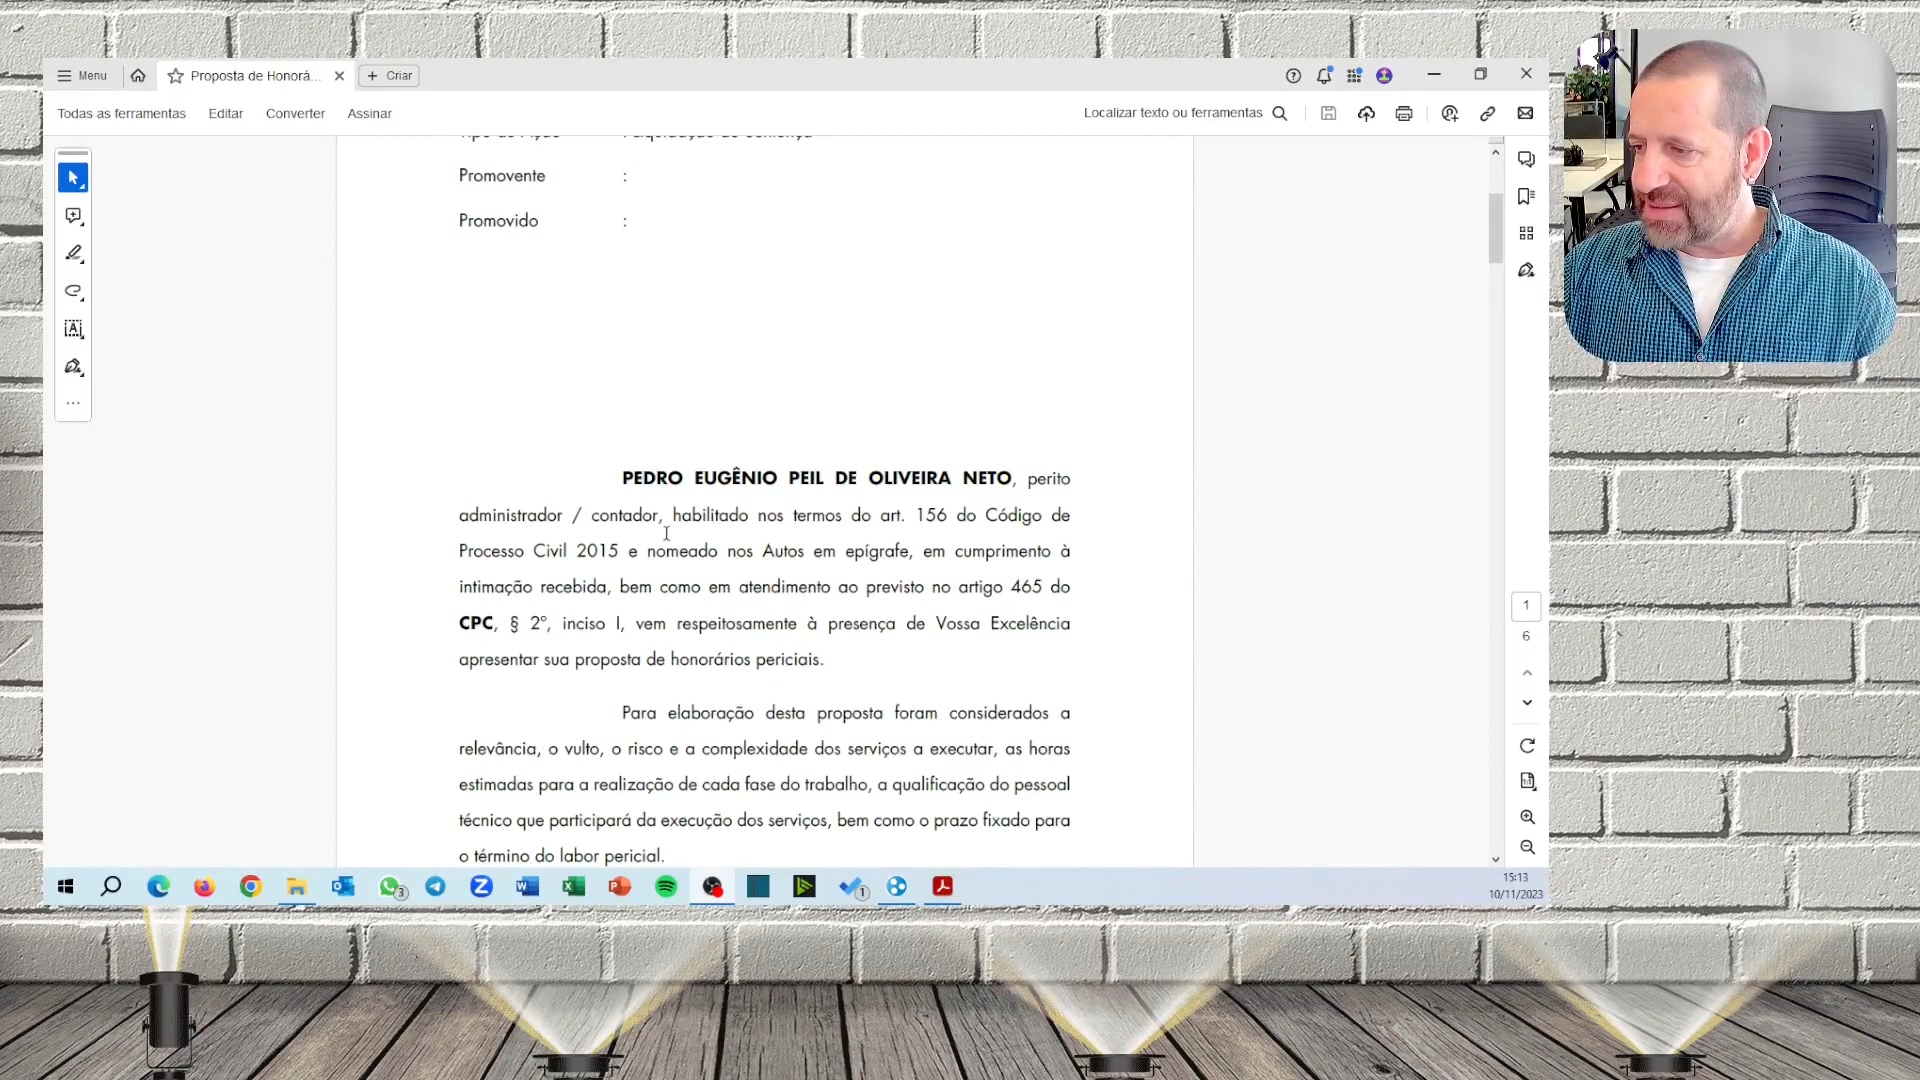 Menu
Proposta de Honorá...
Criar
Todas as ferramentas
Editar
Converter
Assinar
Localizar texto ou ferramentas
Promovente :
Promovido :
PEDRO EUGÊNIO PEIL DE OLIVEIRA NETO, perito
administrador / contador, habilitado nos termos do art. 156 do Código de
Processo Civil 2015 e nomeado nos Autos em epígrafe, em cumprimento à
intimação recebida, bem como em atendimento ao previsto no artigo 465 do
CPC, § 2º, inciso I, vem respeitosamente à presença de Vossa Excelência
apresentar sua proposta de honorários periciais.
Para elaboração desta proposta foram considerados a
relevância, o vulto, o risco e a complexidade dos serviços a executar, as horas
estimadas para a realização de cada fase do trabalho, a qualificação do pessoal
técnico que participará da execução dos serviços, bem como o prazo fixado para
o término do labor pericial.
1
6
3
1
15:13
10/11/2023